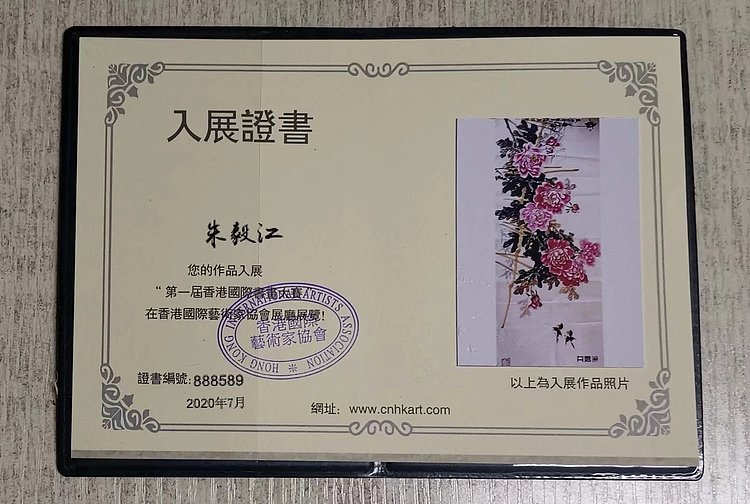 入展證書
朱毅江
您的作品入展
“第一屆香港國際書畫大賽”
在香港國際藝術家協會展廳展覽!
HONG KONG INTERNATIONAL ARTISTS ASSOCIATION
香港國際
藝術家協會
證書編號:888589
2020年7月
網址: www.cnhkart.com
以上為入展作品照片